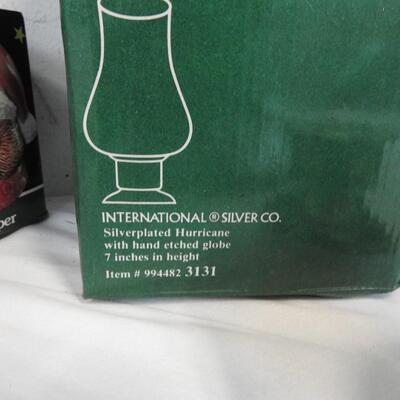 INTERNATIONAL ® SILVER CO.
Silverplated Hurricane
with hand etched globe
7 inches in height
Item # 994482 3131